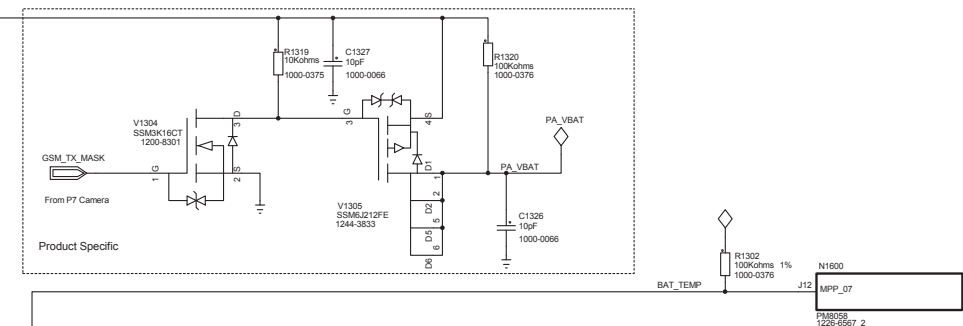 R1319
10Kohms
1000-0375
C1327
10pF
1000-0066
R1320
100Kohms
1000-0376
V1304
SSM3K16CT
1200-8301
D
3
G
3
S
4
PA_VBAT
GSM_TX_MASK
G
1
S
2
D1
1
PA_VBAT
From P7 Camera
2
D2
V1305
SSM6J212FE
1244-3833
5
D5
6
D6
C1326
10pF
1000-0066
Product Specific
R1302
100Kohms 1%
1000-0376
N1600
BAT_TEMP
J12
MPP_07
PM8058
1226-6567 2